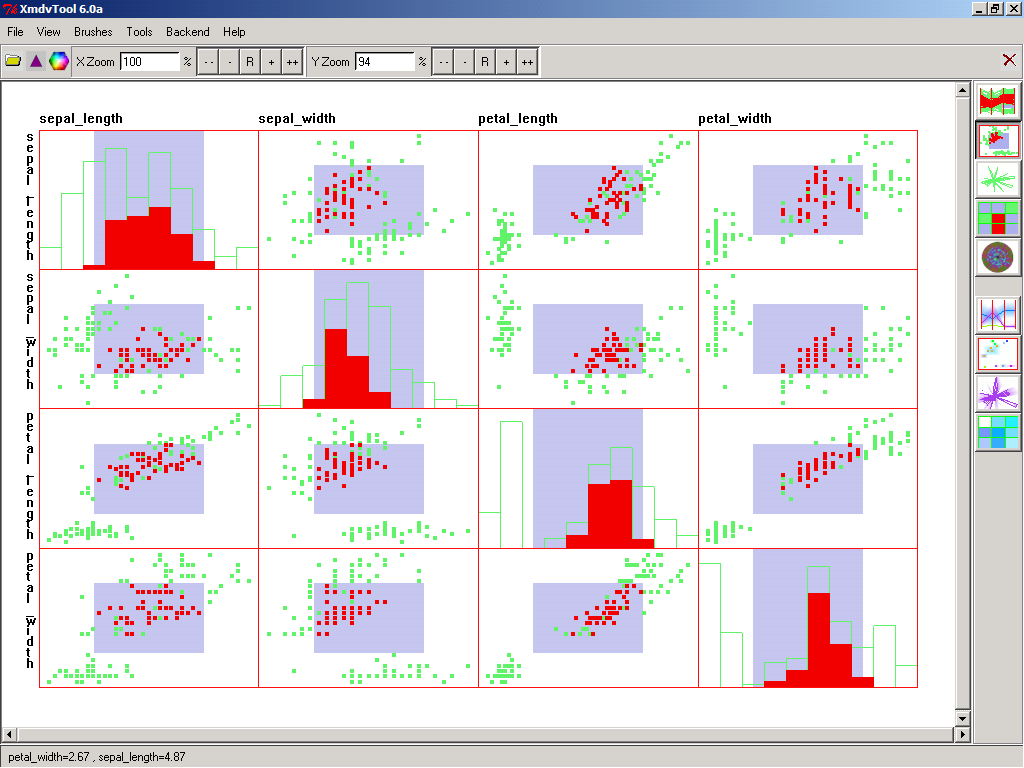 XmdvTool 6.0a
File View Brushes Tools Backend Help
X Zoom 100 % -- - R + ++ Y Zoom 94 % -- - R + ++
sepal_length sepal_width petal_length petal_width
sepal_length
sepal_width
petal_length
petal_width
petal_width=2.67 , sepal_length=4.87